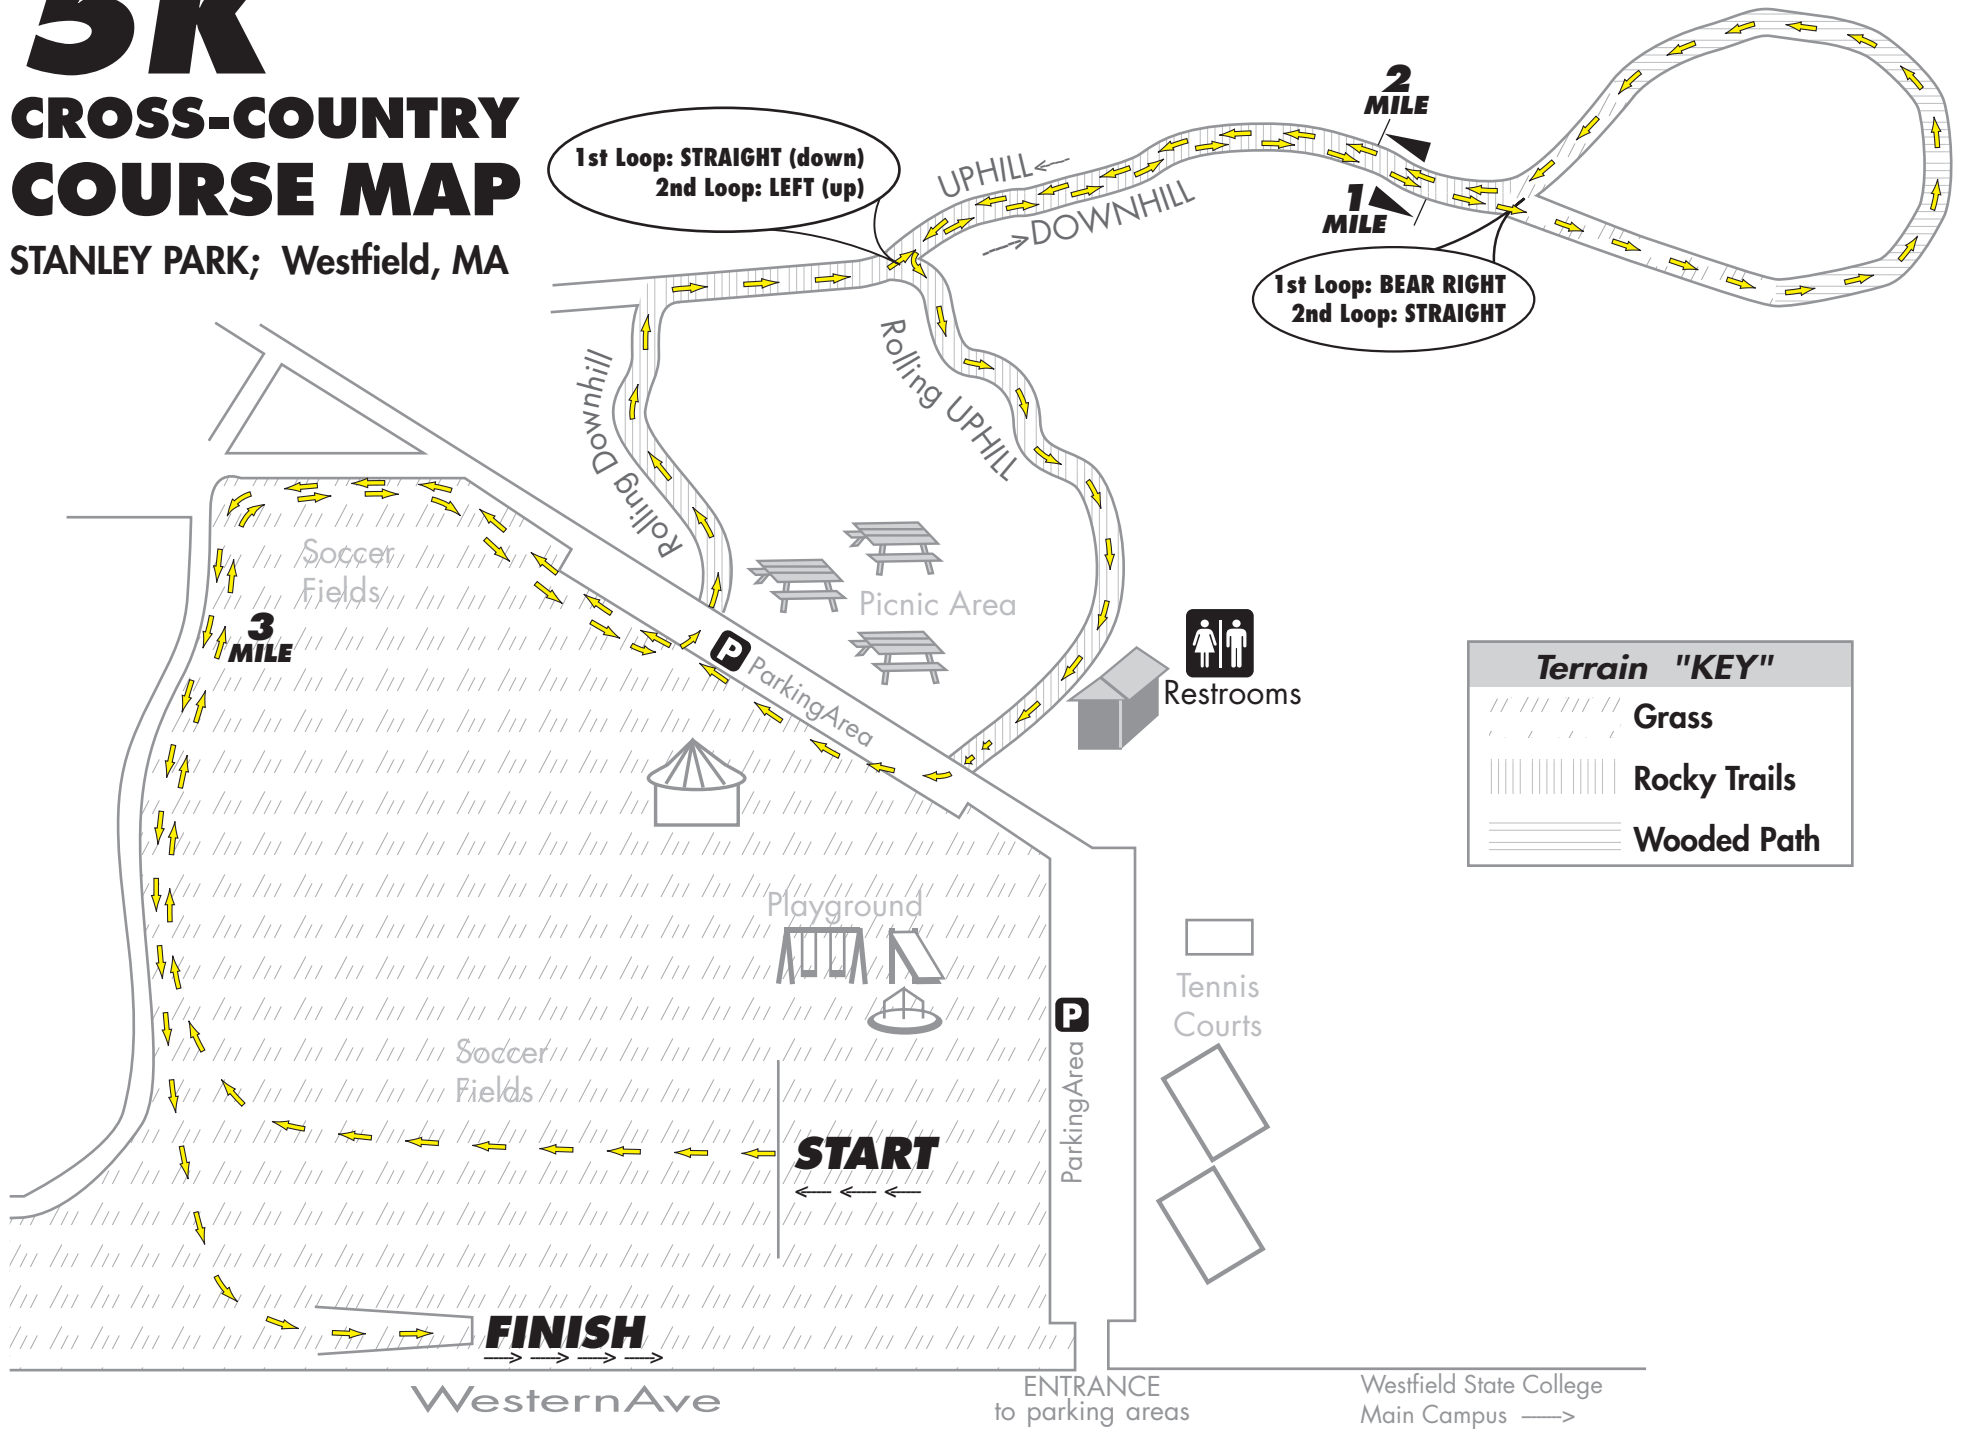 5K
CROSS-COUNTRY
COURSE MAP
STANLEY PARK; Westfield, MA
1st Loop: STRAIGHT (down)
2nd Loop: LEFT (up)
UPHILL
DOWNHILL
2
MILE
1
MILE
1st Loop: BEAR RIGHT
2nd Loop: STRAIGHT
Rolling Downhill
Rolling UPHILL
Soccer
Fields
3
MILE
Picnic Area
P
ParkingArea
Restrooms
Terrain "KEY"
Grass
Rocky Trails
Wooded Path
Playground
Soccer
Fields
P
ParkingArea
Tennis
Courts
START
FINISH
WesternAve
ENTRANCE
to parking areas
Westfield State College
Main Campus